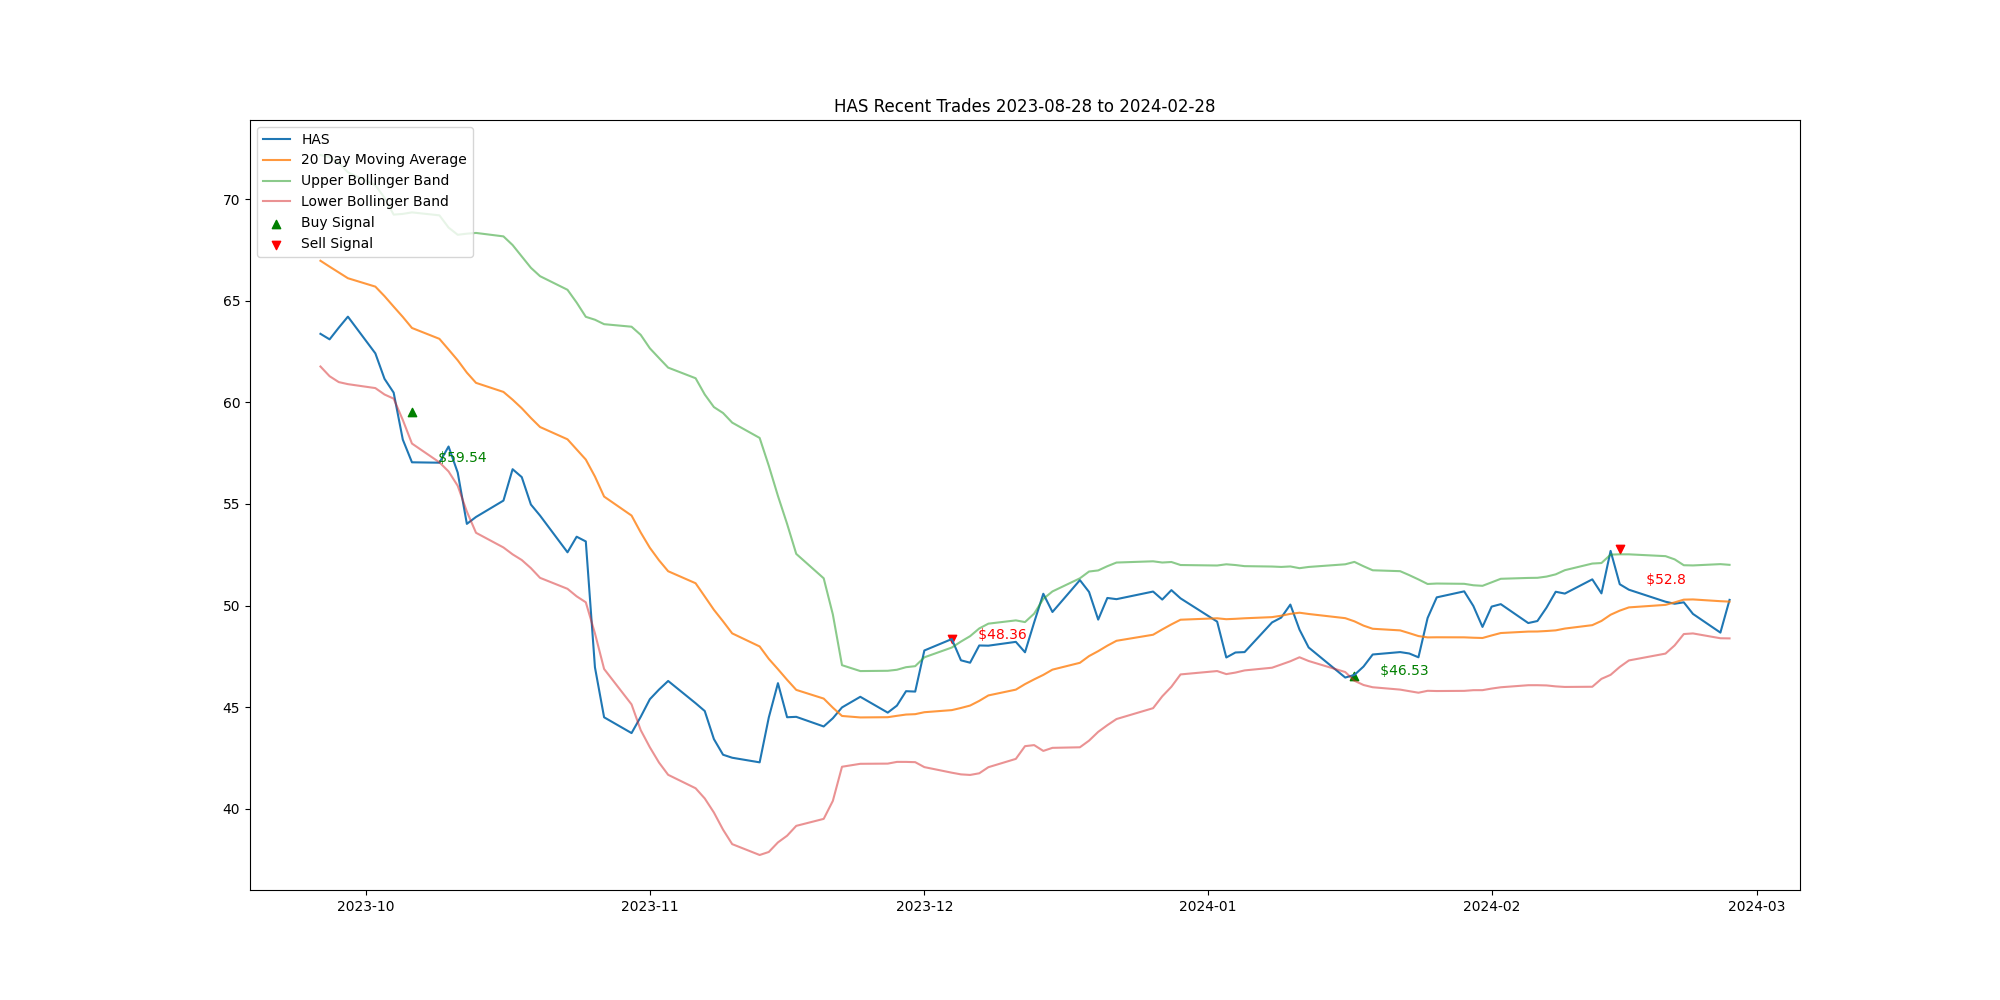 HAS Recent Trades 2023-08-28 to 2024-02-28
HAS
20 Day Moving Average
Upper Bollinger Band
Lower Bollinger Band
Buy Signal
Sell Signal
70
65
60
55
50
45
40
$59.54
$48.36
$46.53
$52.8
2023-10
2023-11
2023-12
2024-01
2024-02
2024-03